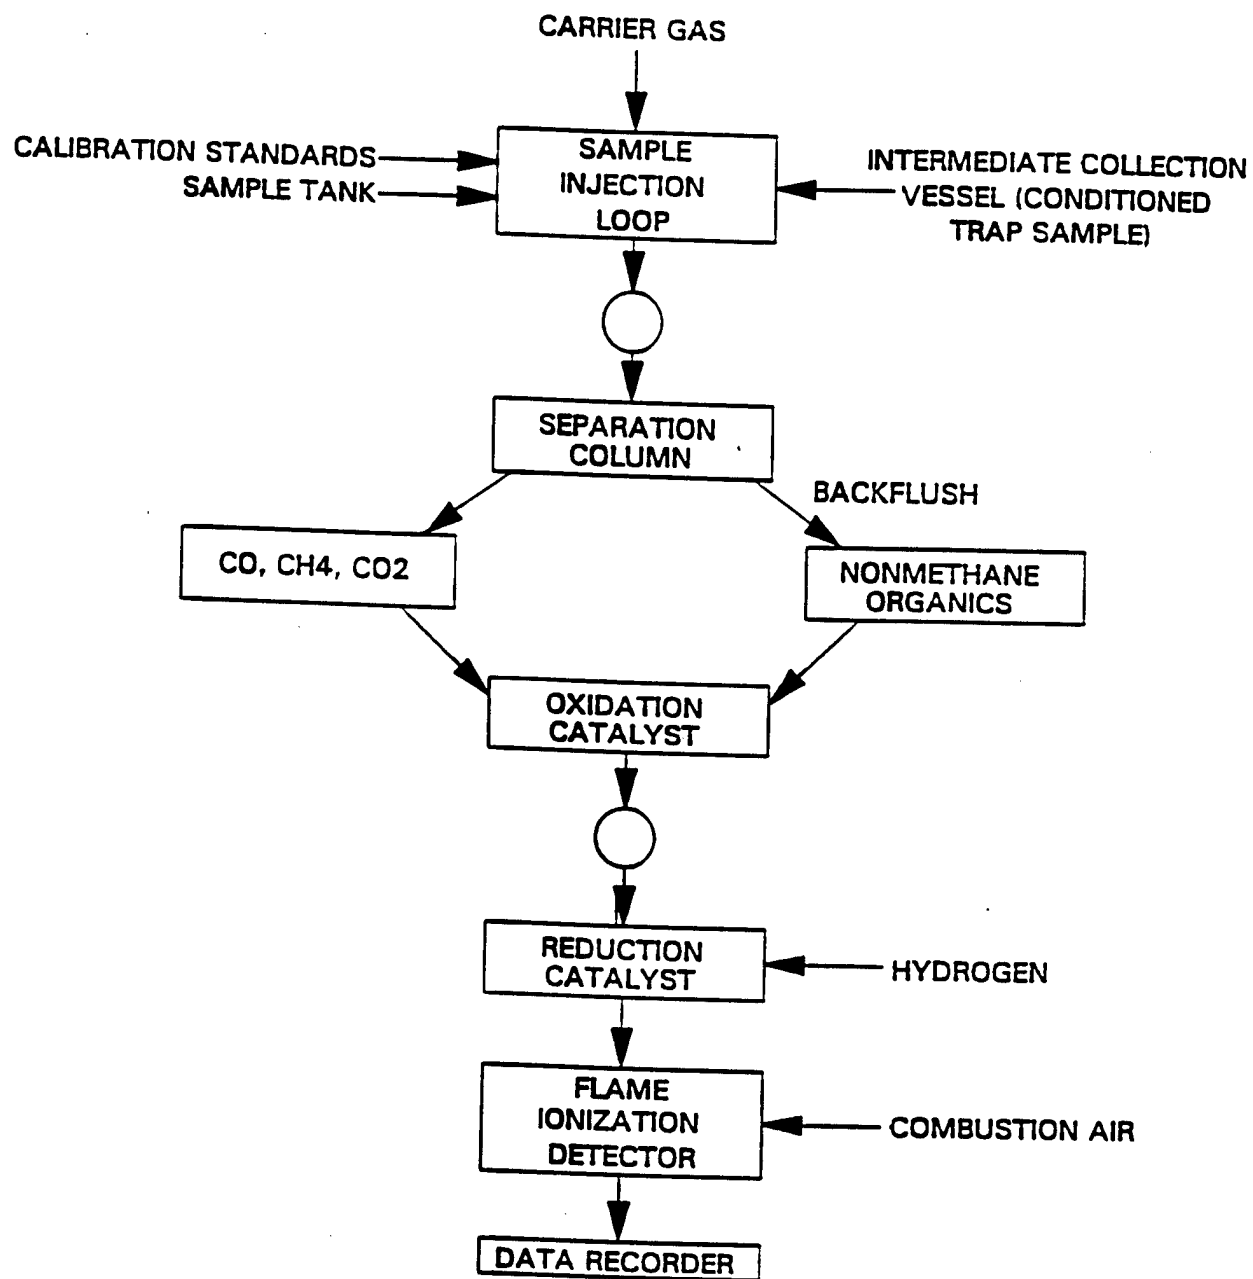 CARRIER GAS
CALIBRATION STANDARDS
SAMPLE TANK
SAMPLE
INJECTION
LOOP
INTERMEDIATE COLLECTION
VESSEL (CONDITIONED
TRAP SAMPLE)
SEPARATION
COLUMN
BACKFLUSH
CO, CH4, CO2
NONMETHANE
ORGANICS
OXIDATION
CATALYST
REDUCTION
CATALYST
HYDROGEN
FLAME
IONIZATION
DETECTOR
COMBUSTION AIR
DATA RECORDER